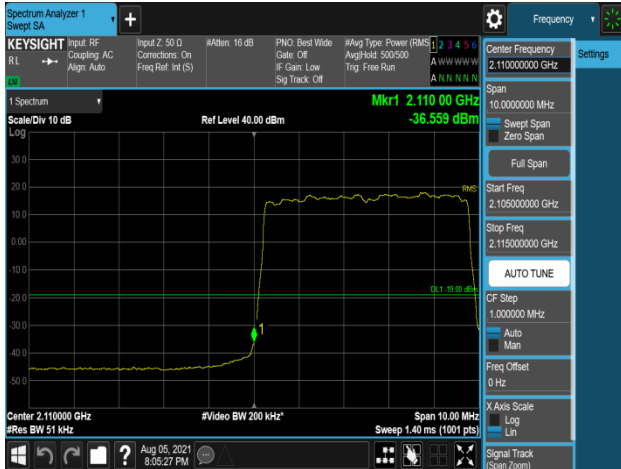 Spectrum Analyzer 1
Swept SA
+
Frequency
KEYSIGHT
RL
LV
Input: RF
Coupling: AC
Align: Auto
Input Z: 50 Ω
Corrections: On
Freq Ref: Int (S)
#Atten: 16 dB
PNO: Best Wide
Gate: Off
IF Gain: Low
Sig Track: Off
#Avg Type: Power (RMS
Avg|Hold: 500/500
Trig: Free Run
1 2 3 4 5 6
A W W W W W
A N N N N N
1 Spectrum
Scale/Div 10 dB
Ref Level 40.00 dBm
Mkr1 2.110 00 GHz
-36.559 dBm
Log
30.0
20.0
10.0
0.00
-10.0
-20.0
-30.0
-40.0
-50.0
RMS
DL1 -19.00 dBm
1
Center 2.110000 GHz
#Res BW 51 kHz
#Video BW 200 kHz*
Span 10.00 MHz
Sweep 1.40 ms (1001 pts)
?
Aug 05, 2021
8:05:27 PM
Center Frequency
2.110000000 GHz
Span
10.0000000 MHz
Swept Span
Zero Span
Full Span
Start Freq
2.105000000 GHz
Stop Freq
2.115000000 GHz
AUTO TUNE
CF Step
1.000000 MHz
Auto
Man
Freq Offset
0 Hz
X Axis Scale
Log
Lin
Signal Track
(Span Zoom)
Settings